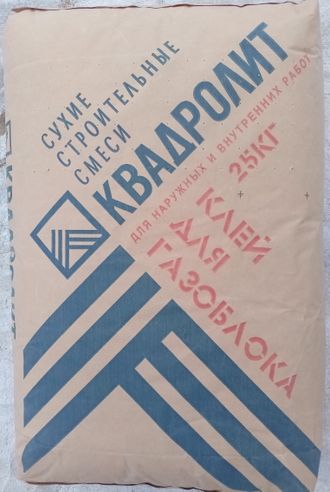 СУХИЕ
СТРОИТЕЛЬНЫЕ
СМЕСИ
КВАДРОЛИТ
ДЛЯ НАРУЖНЫХ И ВНУТРЕННИХ РАБОТ
25КГ
КЛЕЙ
ДЛЯ
ГАЗОБЛОКА